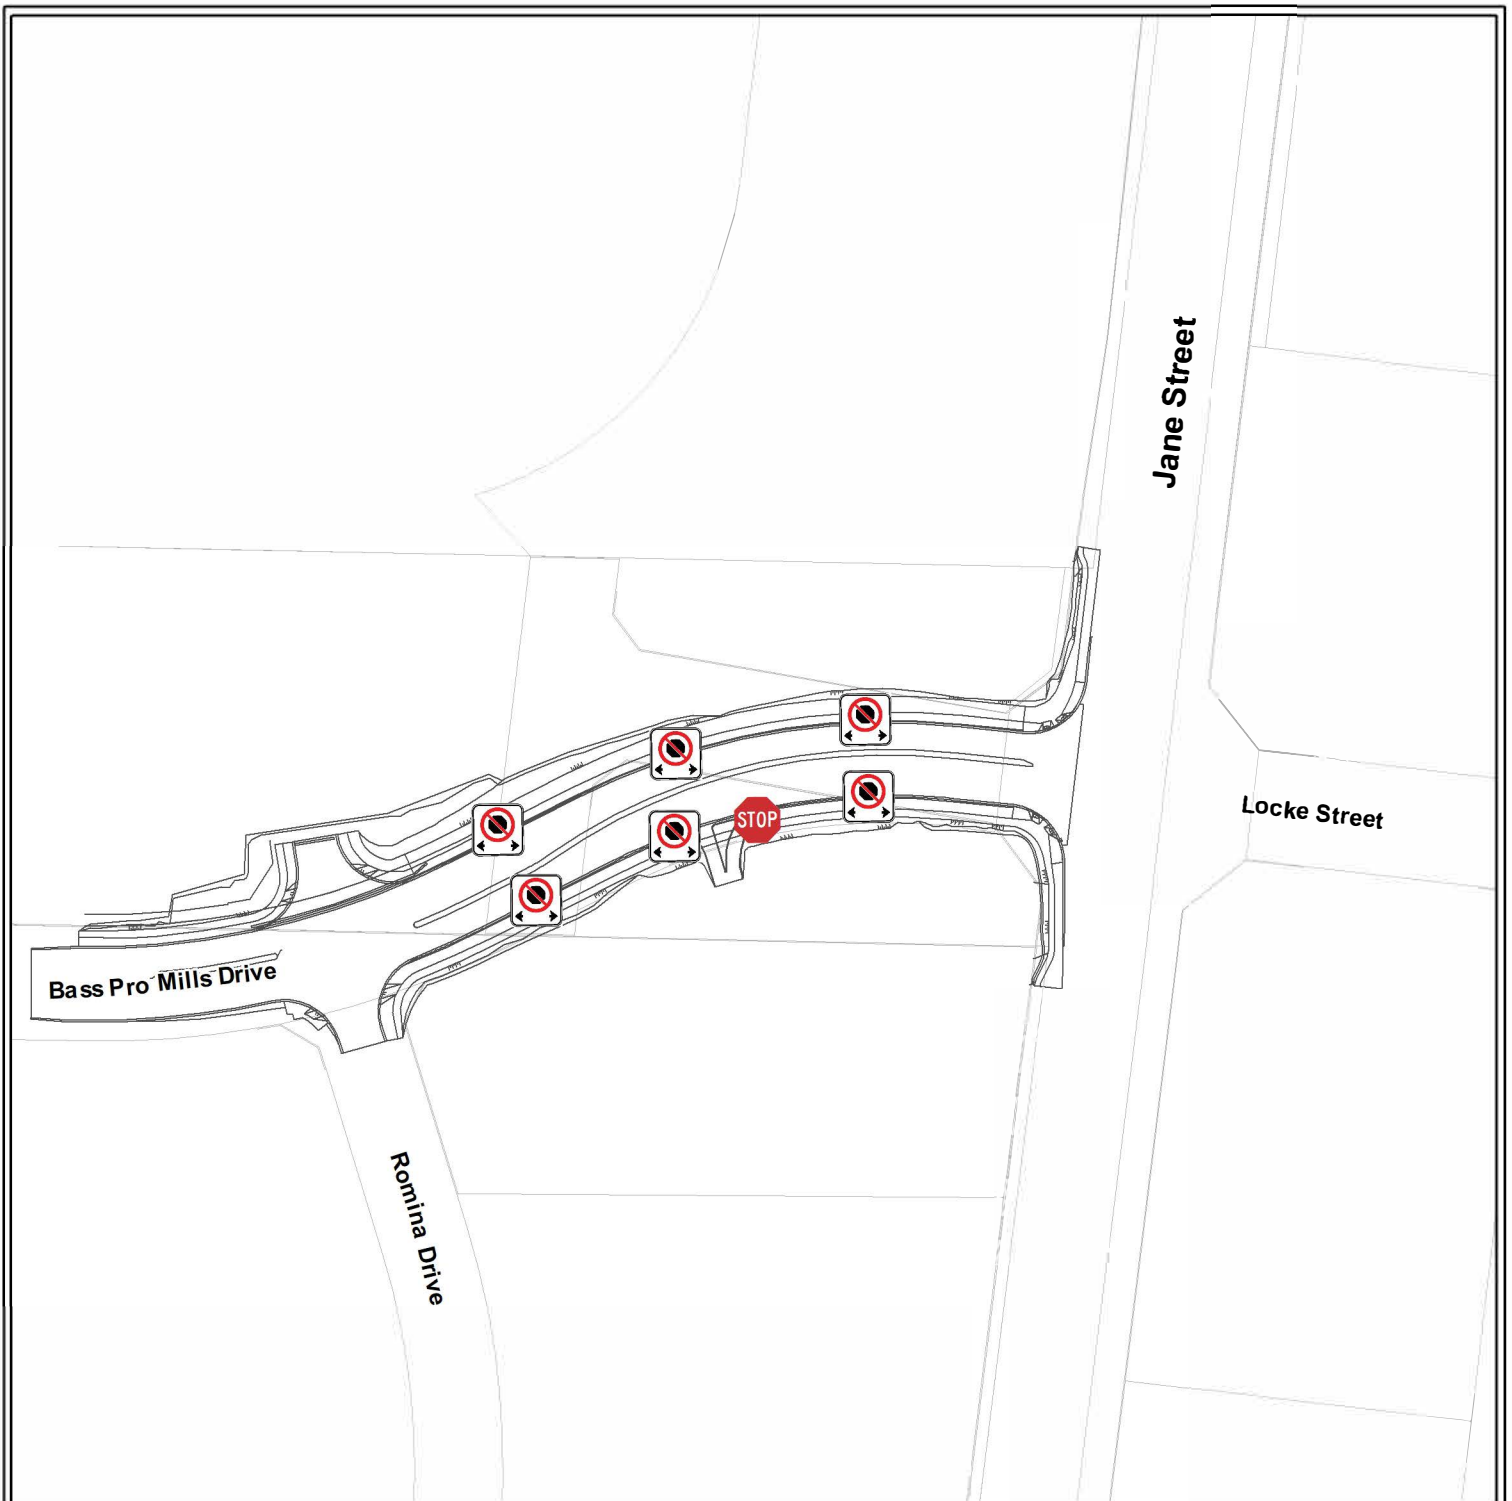 Jane Street
STOP
Locke Street
Bass Pro Mills Drive
Romina Drive